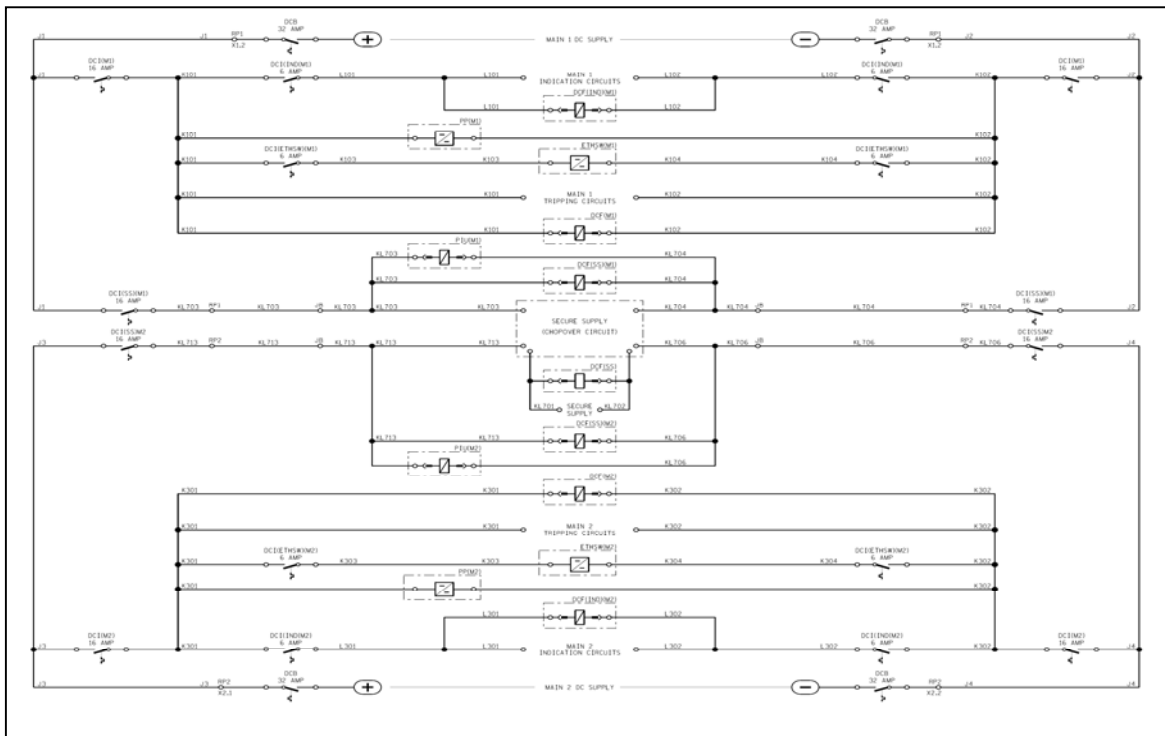 DCB DCB
J1 J1 RP1 32 AMP + MAIN 1 DC SUPPLY - 32 AMP RP1 J2 J2
X1.2 X1.2
DCI(M1) DCI(IND)(M1) MAIN 1 DCI(IND)(M1) DCI(M1)
J1 16 AMP K101 6 AMP L101 L101 INDICATION CIRCUITS L102 L102 6 AMP K102 16 AMP J2
DCF(IND)(M1)
L101 L102
PP(M1)
K101 K102
DCI(ETHSW)(M1) ETHSW(M1) DCI(ETHSW)(M1)
K101 6 AMP K103 K103 K104 K104 6 AMP K102
K101 K101 MAIN 1 K102 K102
TRIPPING CIRCUITS
DCF(M1)
K101 K101 K102 K102
PIU(M1)
KL703 KL704
DCF(SS)(M1)
KL703 KL704
DCI(SS)(M1) DCI(SS)(M1)
J1 16 AMP KL703 RP1 KL703 JB KL703 KL703 KL704 KL704 JB KL704 RP1 KL704 16 AMP J2
SECURE SUPPLY
(CHOPOVER CIRCUIT)
DCI(SS)M2 DCI(SS)M2
J3 16 AMP KL713 RP2 KL713 JB KL713 KL713 KL706 KL706 JB KL706 RP2 KL706 16 AMP J4
DCF(SS)
KL701 SECURE KL702
SUPPLY
DCF(SS)(M2)
KL713 KL713 KL706
PIU(M2)
KL706
DCF(M2)
K301 K301 K302 K302
K301 K301 MAIN 2 K302 K302
TRIPPING CIRCUITS
DCI(ETHSW)(M2) ETHSW(M2) DCI(ETHSW)(M2)
K301 6 AMP K303 K303 K304 K304 6 AMP K302
PP(M2)
K301 K302
DCF(IND)(M2)
L301 L302
DCI(M2) DCI(IND)(M2) DCI(IND)(M2) DCI(M2)
J3 16 AMP K301 6 AMP L301 L301 MAIN 2 L302 L302 6 AMP K302 16 AMP J4
INDICATION CIRCUITS
DCB DCB
J3 J3 RP2 32 AMP + MAIN 2 DC SUPPLY - 32 AMP RP2 J4 J4
X2.1 X2.2